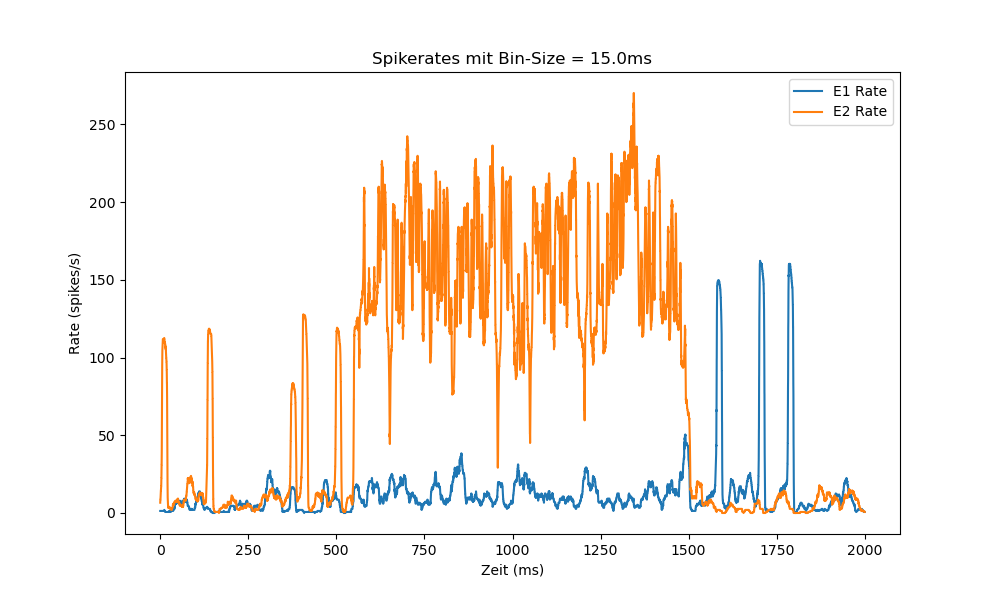 Spikerates mit Bin-Size = 15.0ms
E1 Rate
E2 Rate
250
200
150
100
50
0
Rate (spikes/s)
0 250 500 750 1000 1250 1500 1750 2000
Zeit (ms)